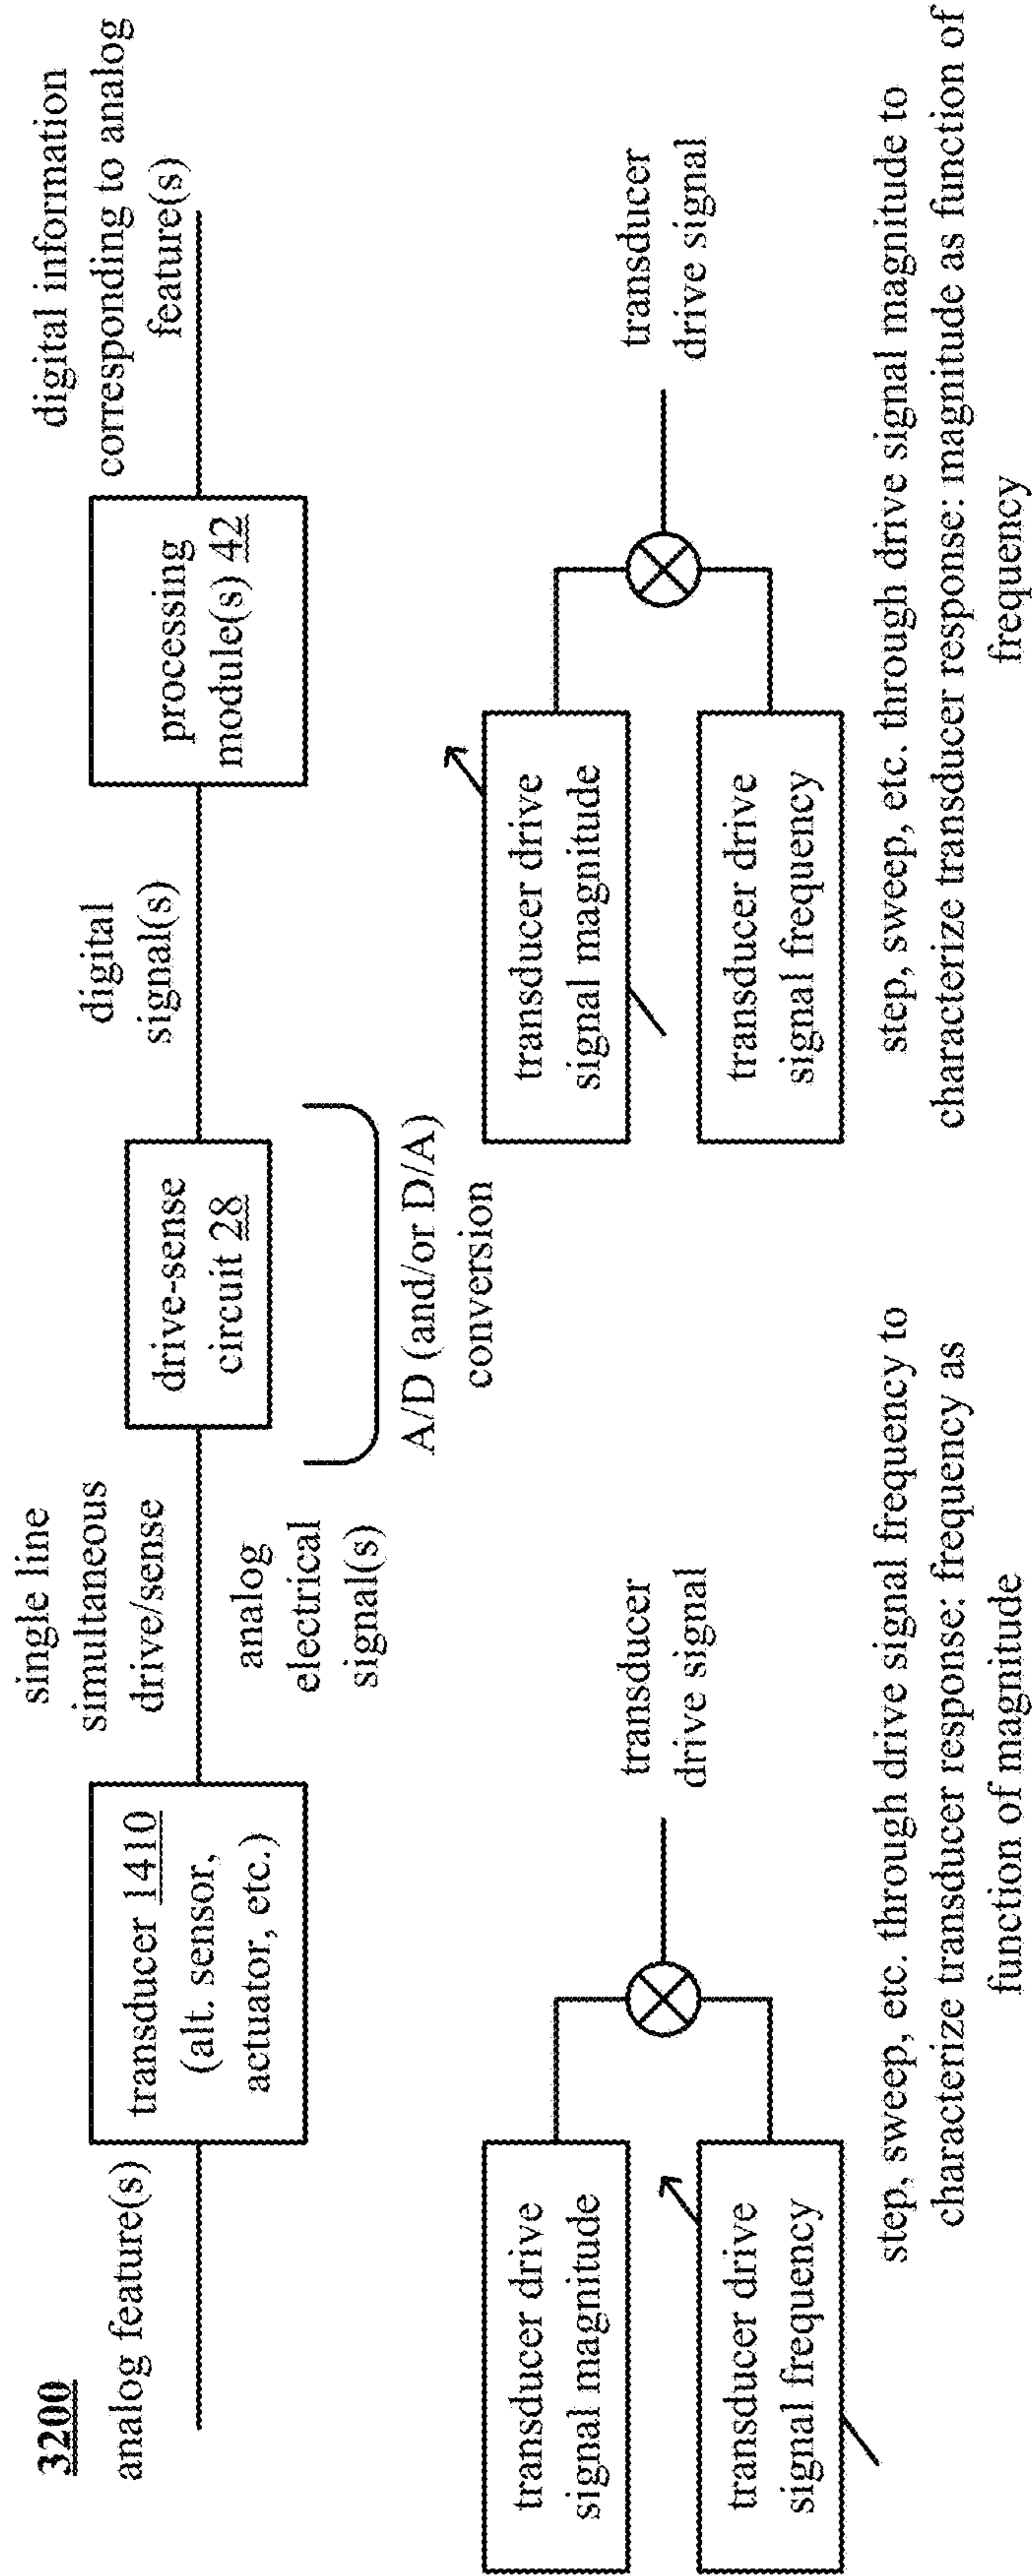 3200
analog feature(s)
transducer 1410
(alt. sensor,
actuator, etc.)
single line
simultaneous
drive/sense
analog
electrical
signal(s)
drive-sense
circuit 28
A/D (and/or D/A)
conversion
digital
signal(s)
processing
module(s) 42
digital information
corresponding to analog
feature(s)
transducer drive
signal magnitude
transducer drive
signal frequency
transducer
drive signal
step, sweep, etc. through drive signal frequency to
characterize transducer response: frequency as
function of magnitude
transducer drive
signal magnitude
transducer drive
signal frequency
transducer
drive signal
step, sweep, etc. through drive signal magnitude to
characterize transducer response: magnitude as function of
frequency